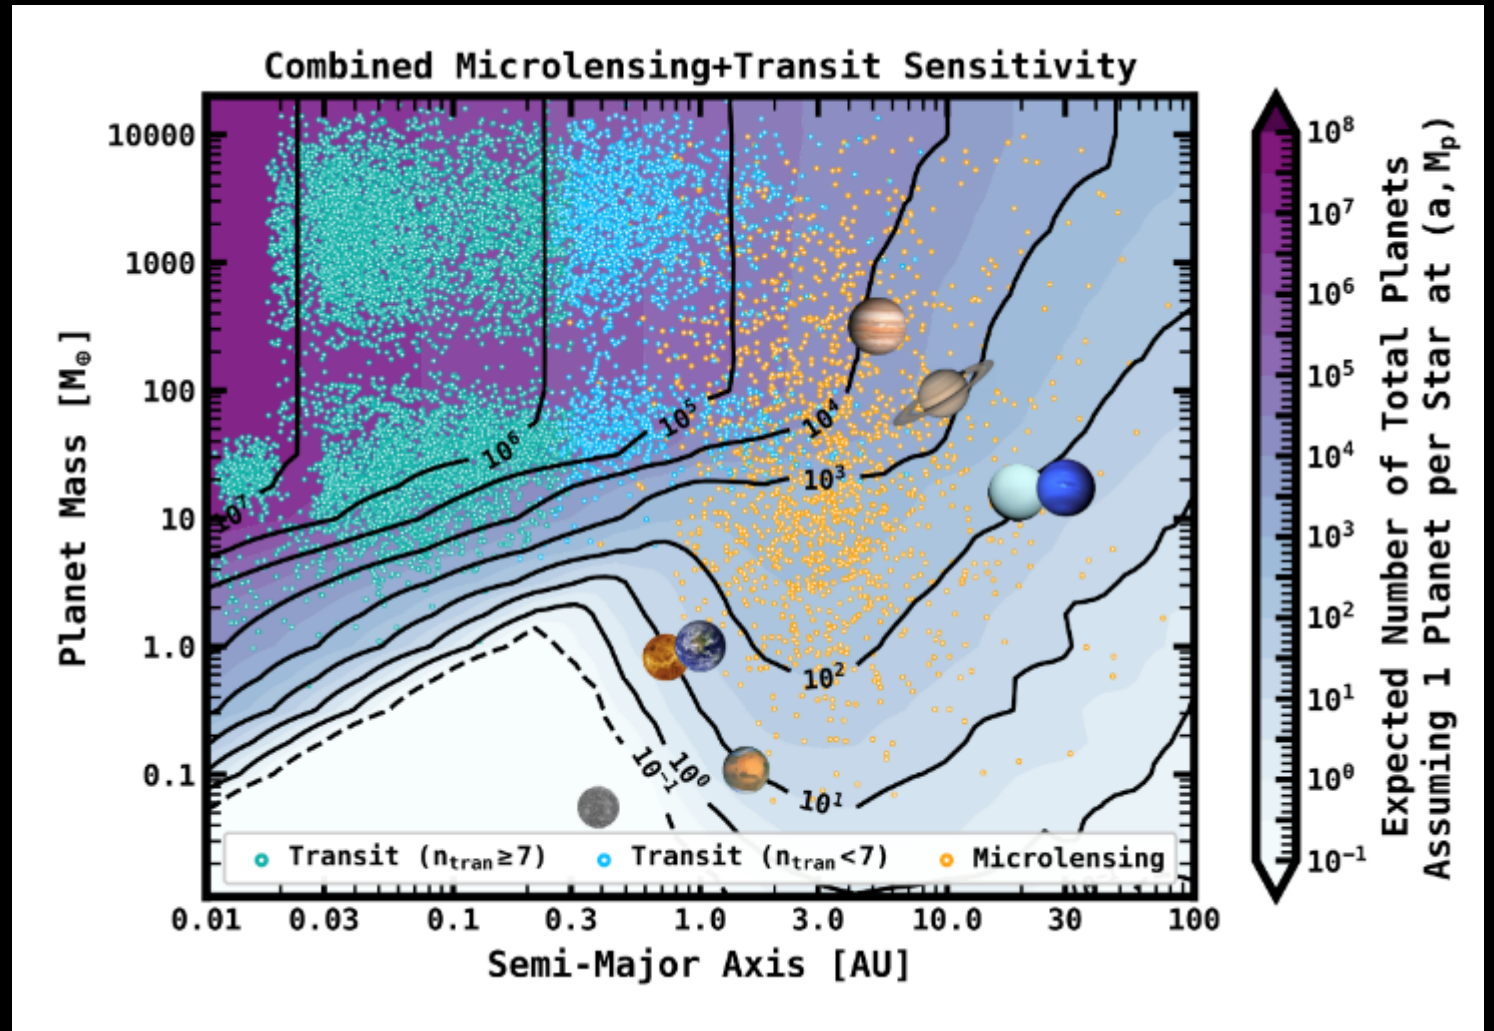 Combined Microlensing+Transit Sensitivity
10000
1000
100
10
1.0
0.1
Planet Mass [M⊕]
10⁷
10⁶
10⁵
10⁴
10³
10²
10¹
10⁰
10⁻¹
Transit (nₜᵣₐₙ≥7)
Transit (nₜᵣₐₙ<7)
Microlensing
0.01 0.03 0.1 0.3 1.0 3.0 10.0 30 100
Semi-Major Axis [AU]
10⁸
10⁷
10⁶
10⁵
10⁴
10³
10²
10¹
10⁰
10⁻¹
Expected Number of Total Planets
Assuming 1 Planet per Star at (a,Mₚ)